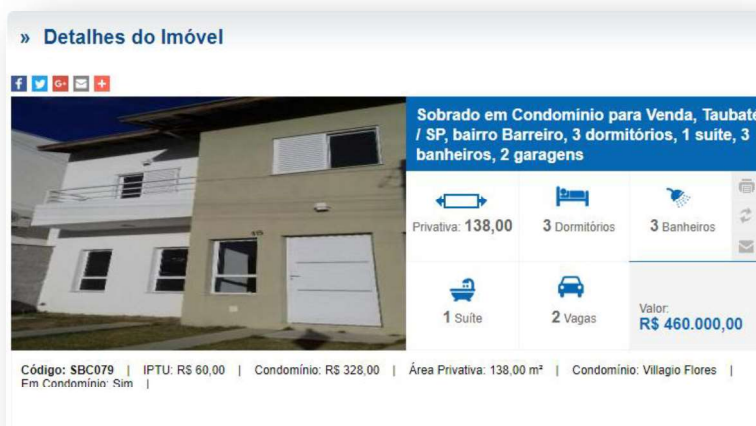 » Detalhes do Imóvel
Sobrado em Condomínio para Venda, Taubaté
/ SP, bairro Barreiro, 3 dormitórios, 1 suíte, 3
banheiros, 2 garagens
Privativa: 138,00
3 Dormitórios
3 Banheiros
1 Suíte
2 Vagas
Valor:
R$ 460.000,00
Código: SBC079 | IPTU: R$ 60,00 | Condomínio: R$ 328,00 | Área Privativa: 138,00 m² | Condomínio: Villagio Flores |
Em Condomínio: Sim |